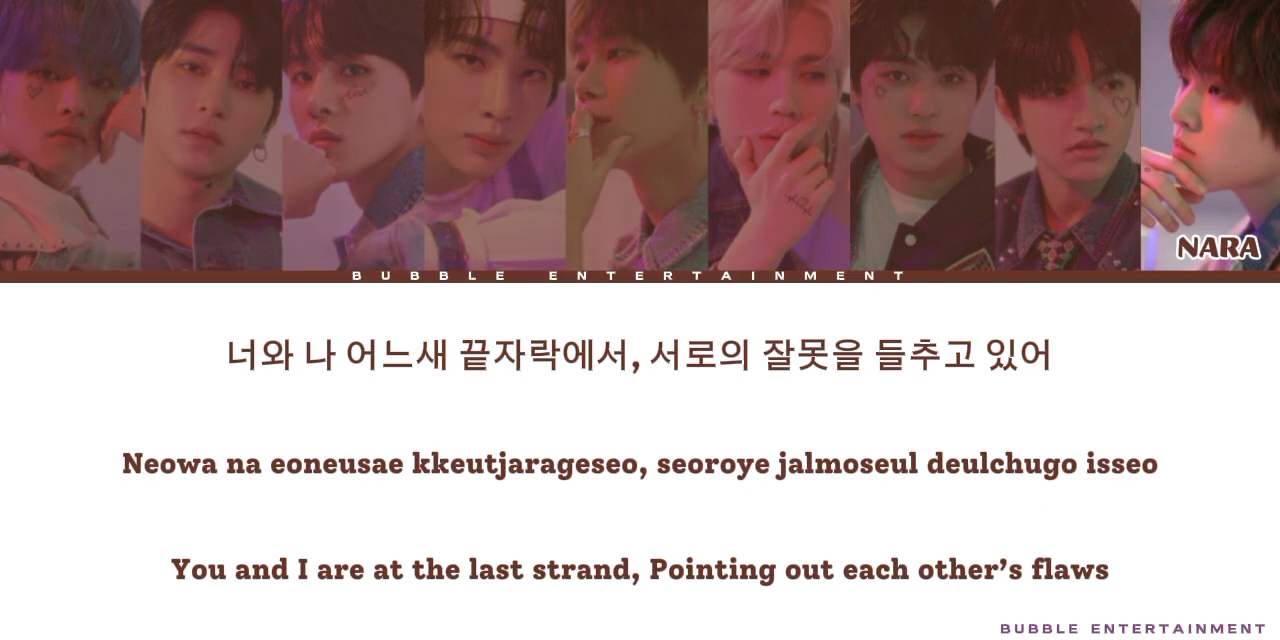 NARA
BUBBLE ENTERTAINMENT
너와 나 어느새 끝자락에서, 서로의 잘못을 들추고 있어
Neowa na eoneusae kkeutjarageseo, seoroye jalmoseul deulchugo isseo
You and I are at the last strand, Pointing out each other’s flaws
BUBBLE ENTERTAINMENT